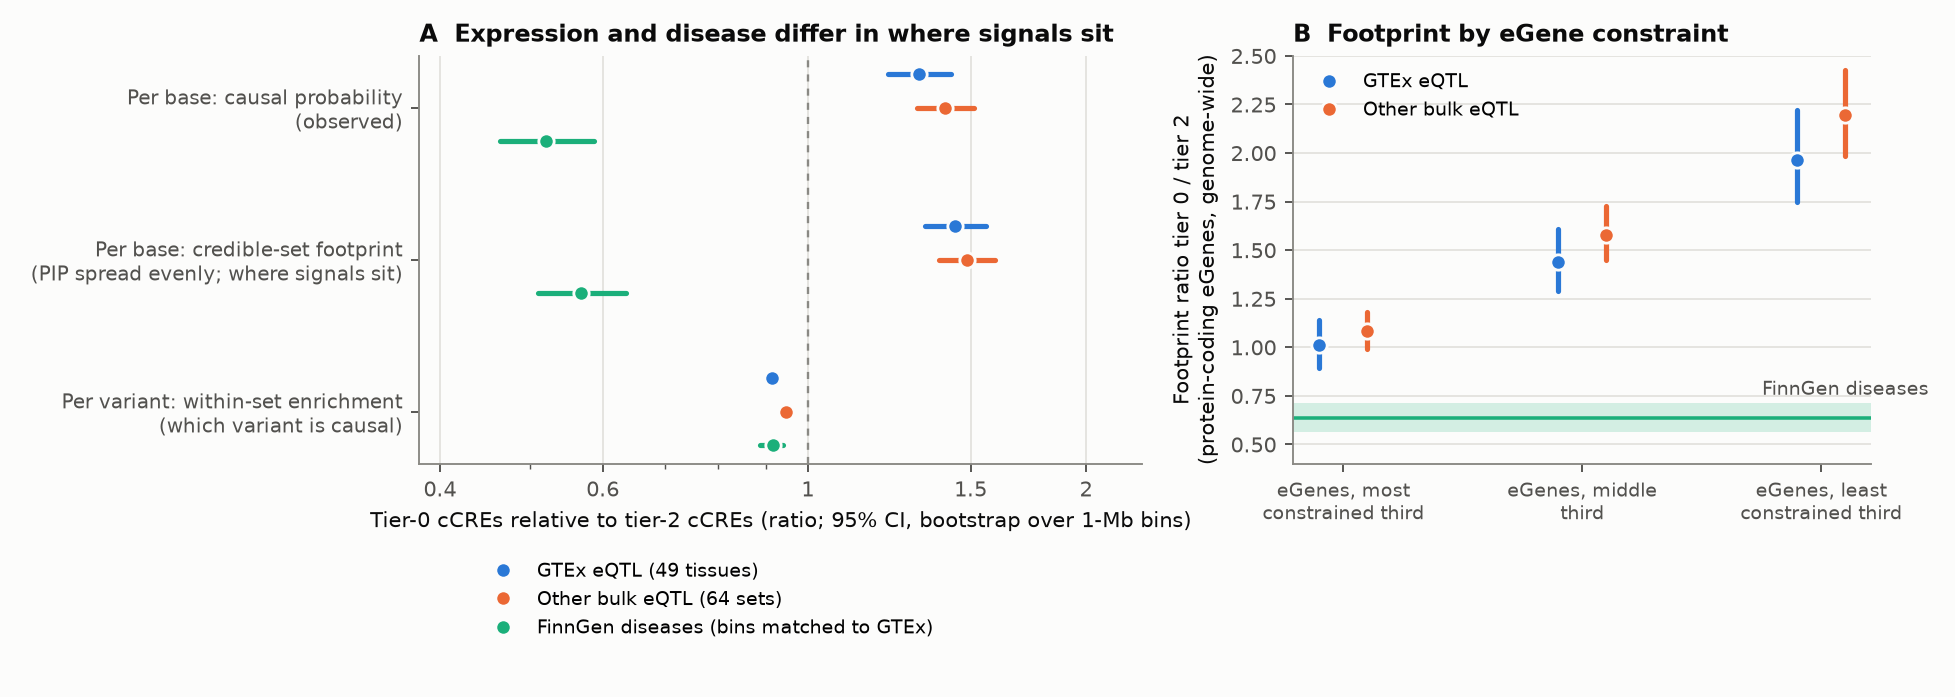 A  Expression and disease differ in where signals sit
Per base: causal probability
(observed)
Per base: credible-set footprint
(PIP spread evenly; where signals sit)
Per variant: within-set enrichment
(which variant is causal)
0.4
0.6
1
1.5
2
Tier-0 cCREs relative to tier-2 cCREs (ratio; 95% CI, bootstrap over 1-Mb bins)
GTEx eQTL (49 tissues)
Other bulk eQTL (64 sets)
FinnGen diseases (bins matched to GTEx)
B  Footprint by eGene constraint
Footprint ratio tier 0 / tier 2
(protein-coding eGenes, genome-wide)
2.50
2.25
2.00
1.75
1.50
1.25
1.00
0.75
0.50
GTEx eQTL
Other bulk eQTL
FinnGen diseases
eGenes, most
constrained third
eGenes, middle
third
eGenes, least
constrained third